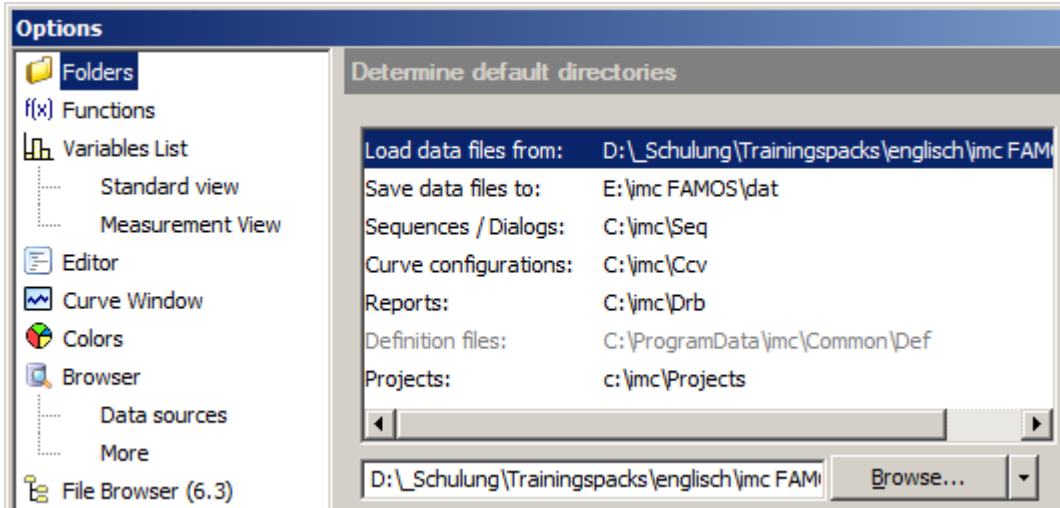 Options
Folders
f(x) Functions
Variables List
Standard view
Measurement View
Editor
Curve Window
Colors
Browser
Data sources
More
File Browser (6.3)
Determine default directories
Load data files from: D:\_Schulung\Trainingspacks\englisch\imc FAM
Save data files to: E:\imc FAMOS\dat
Sequences / Dialogs: C:\imc\Seq
Curve configurations: C:\imc\Ccv
Reports: C:\imc\Drb
Definition files: C:\ProgramData\imc\Common\Def
Projects: c:\imc\Projects
D:\_Schulung\Trainingspacks\englisch\imc FAM Browse...